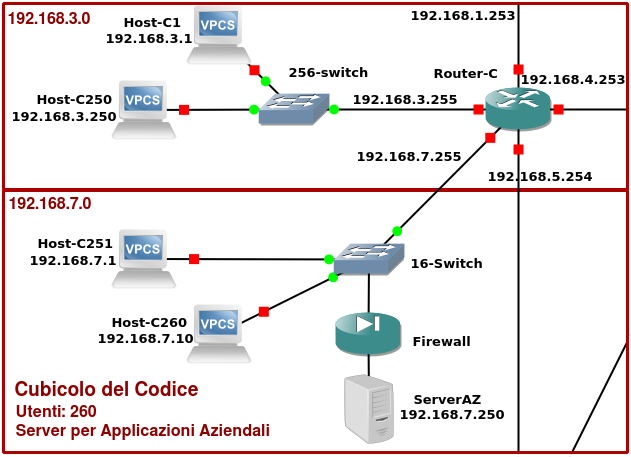 192.168.3.0
Host-C1
192.168.3.1
VPCS
192.168.1.253
256-switch
Router-C
192.168.4.253
Host-C250
192.168.3.250
VPCS
192.168.3.255
192.168.7.255
192.168.5.254
192.168.7.0
Host-C251
192.168.7.1
VPCS
16-Switch
Host-C260
192.168.7.10
VPCS
Firewall
Cubicolo del Codice
Utenti: 260
Server per Applicazioni Aziendali
ServerAZ
192.168.7.250